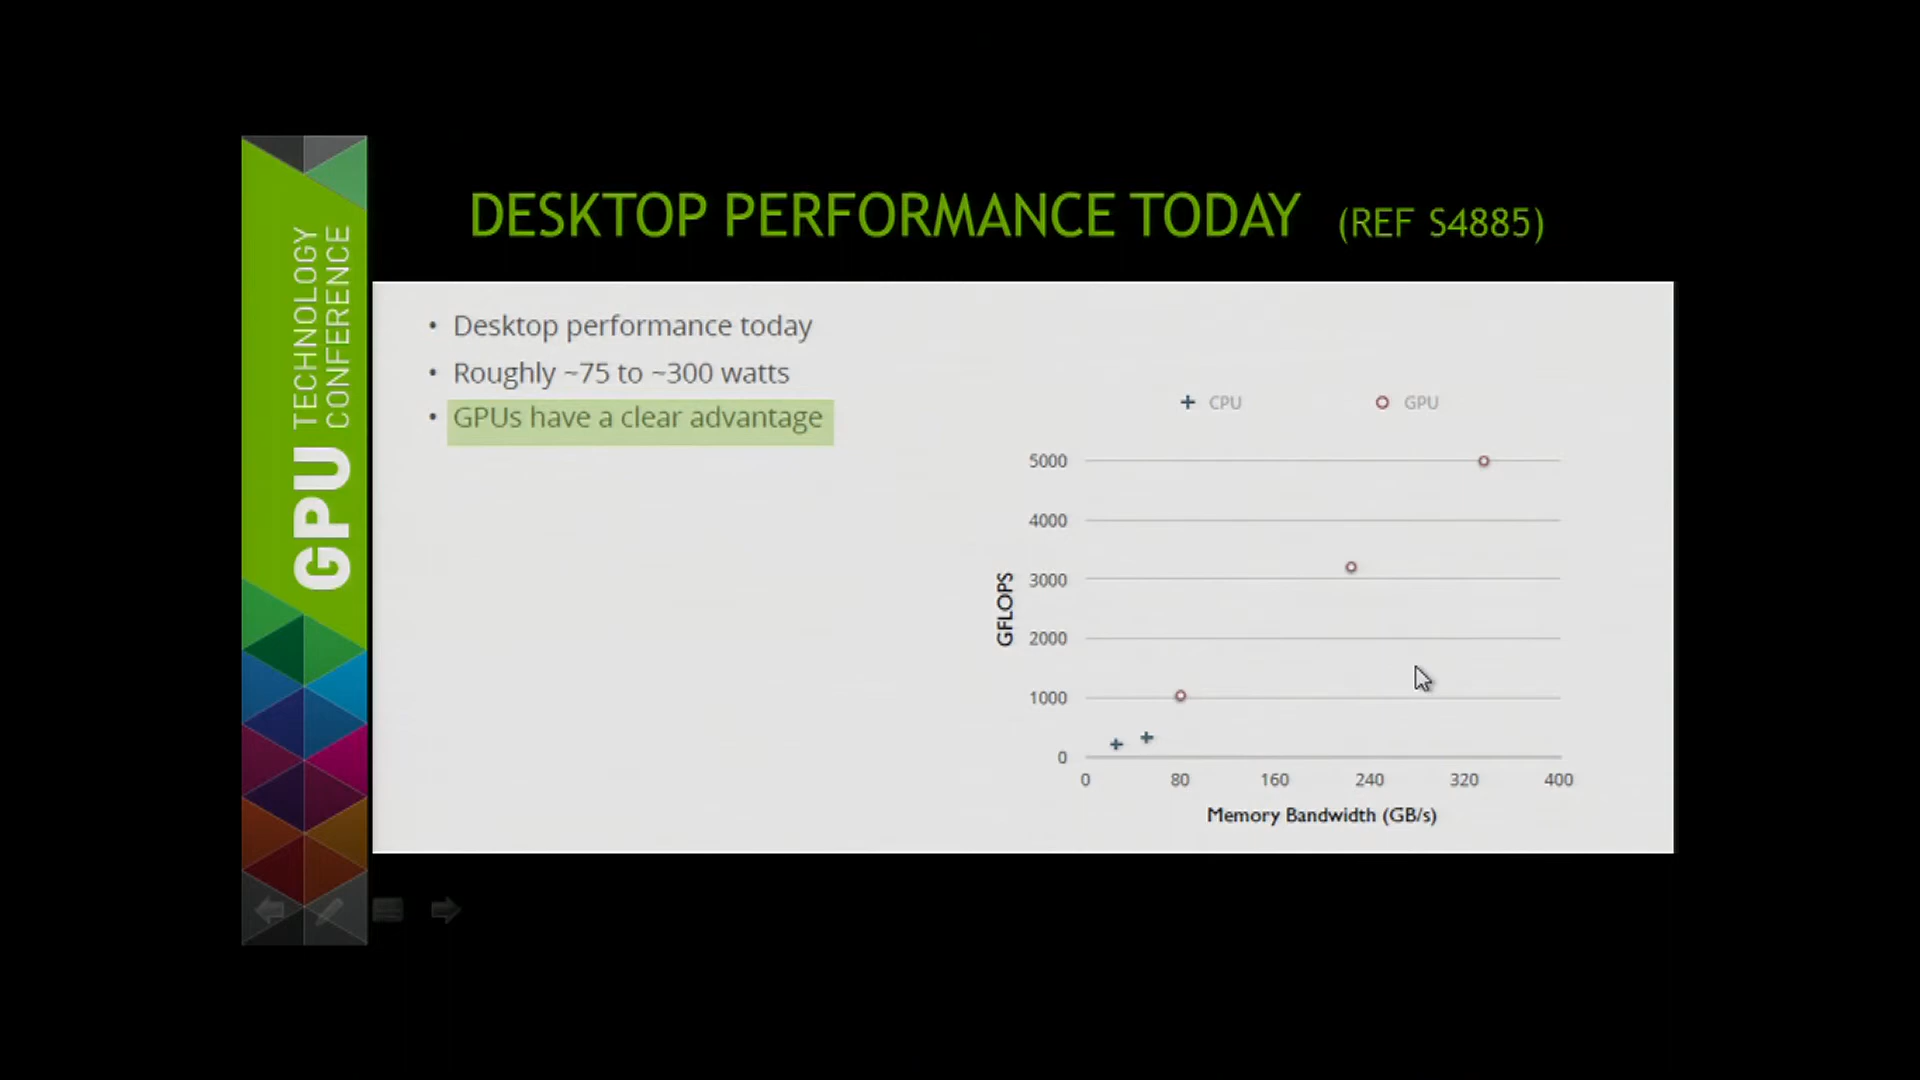 GPU TECHNOLOGY
CONFERENCE
DESKTOP PERFORMANCE TODAY (REF S4885)
• Desktop performance today
• Roughly ~75 to ~300 watts
• GPUs have a clear advantage
CPU GPU
5000
4000
3000
2000
1000
0
GFLOPS
0 80 160 240 320 400
Memory Bandwidth (GB/s)